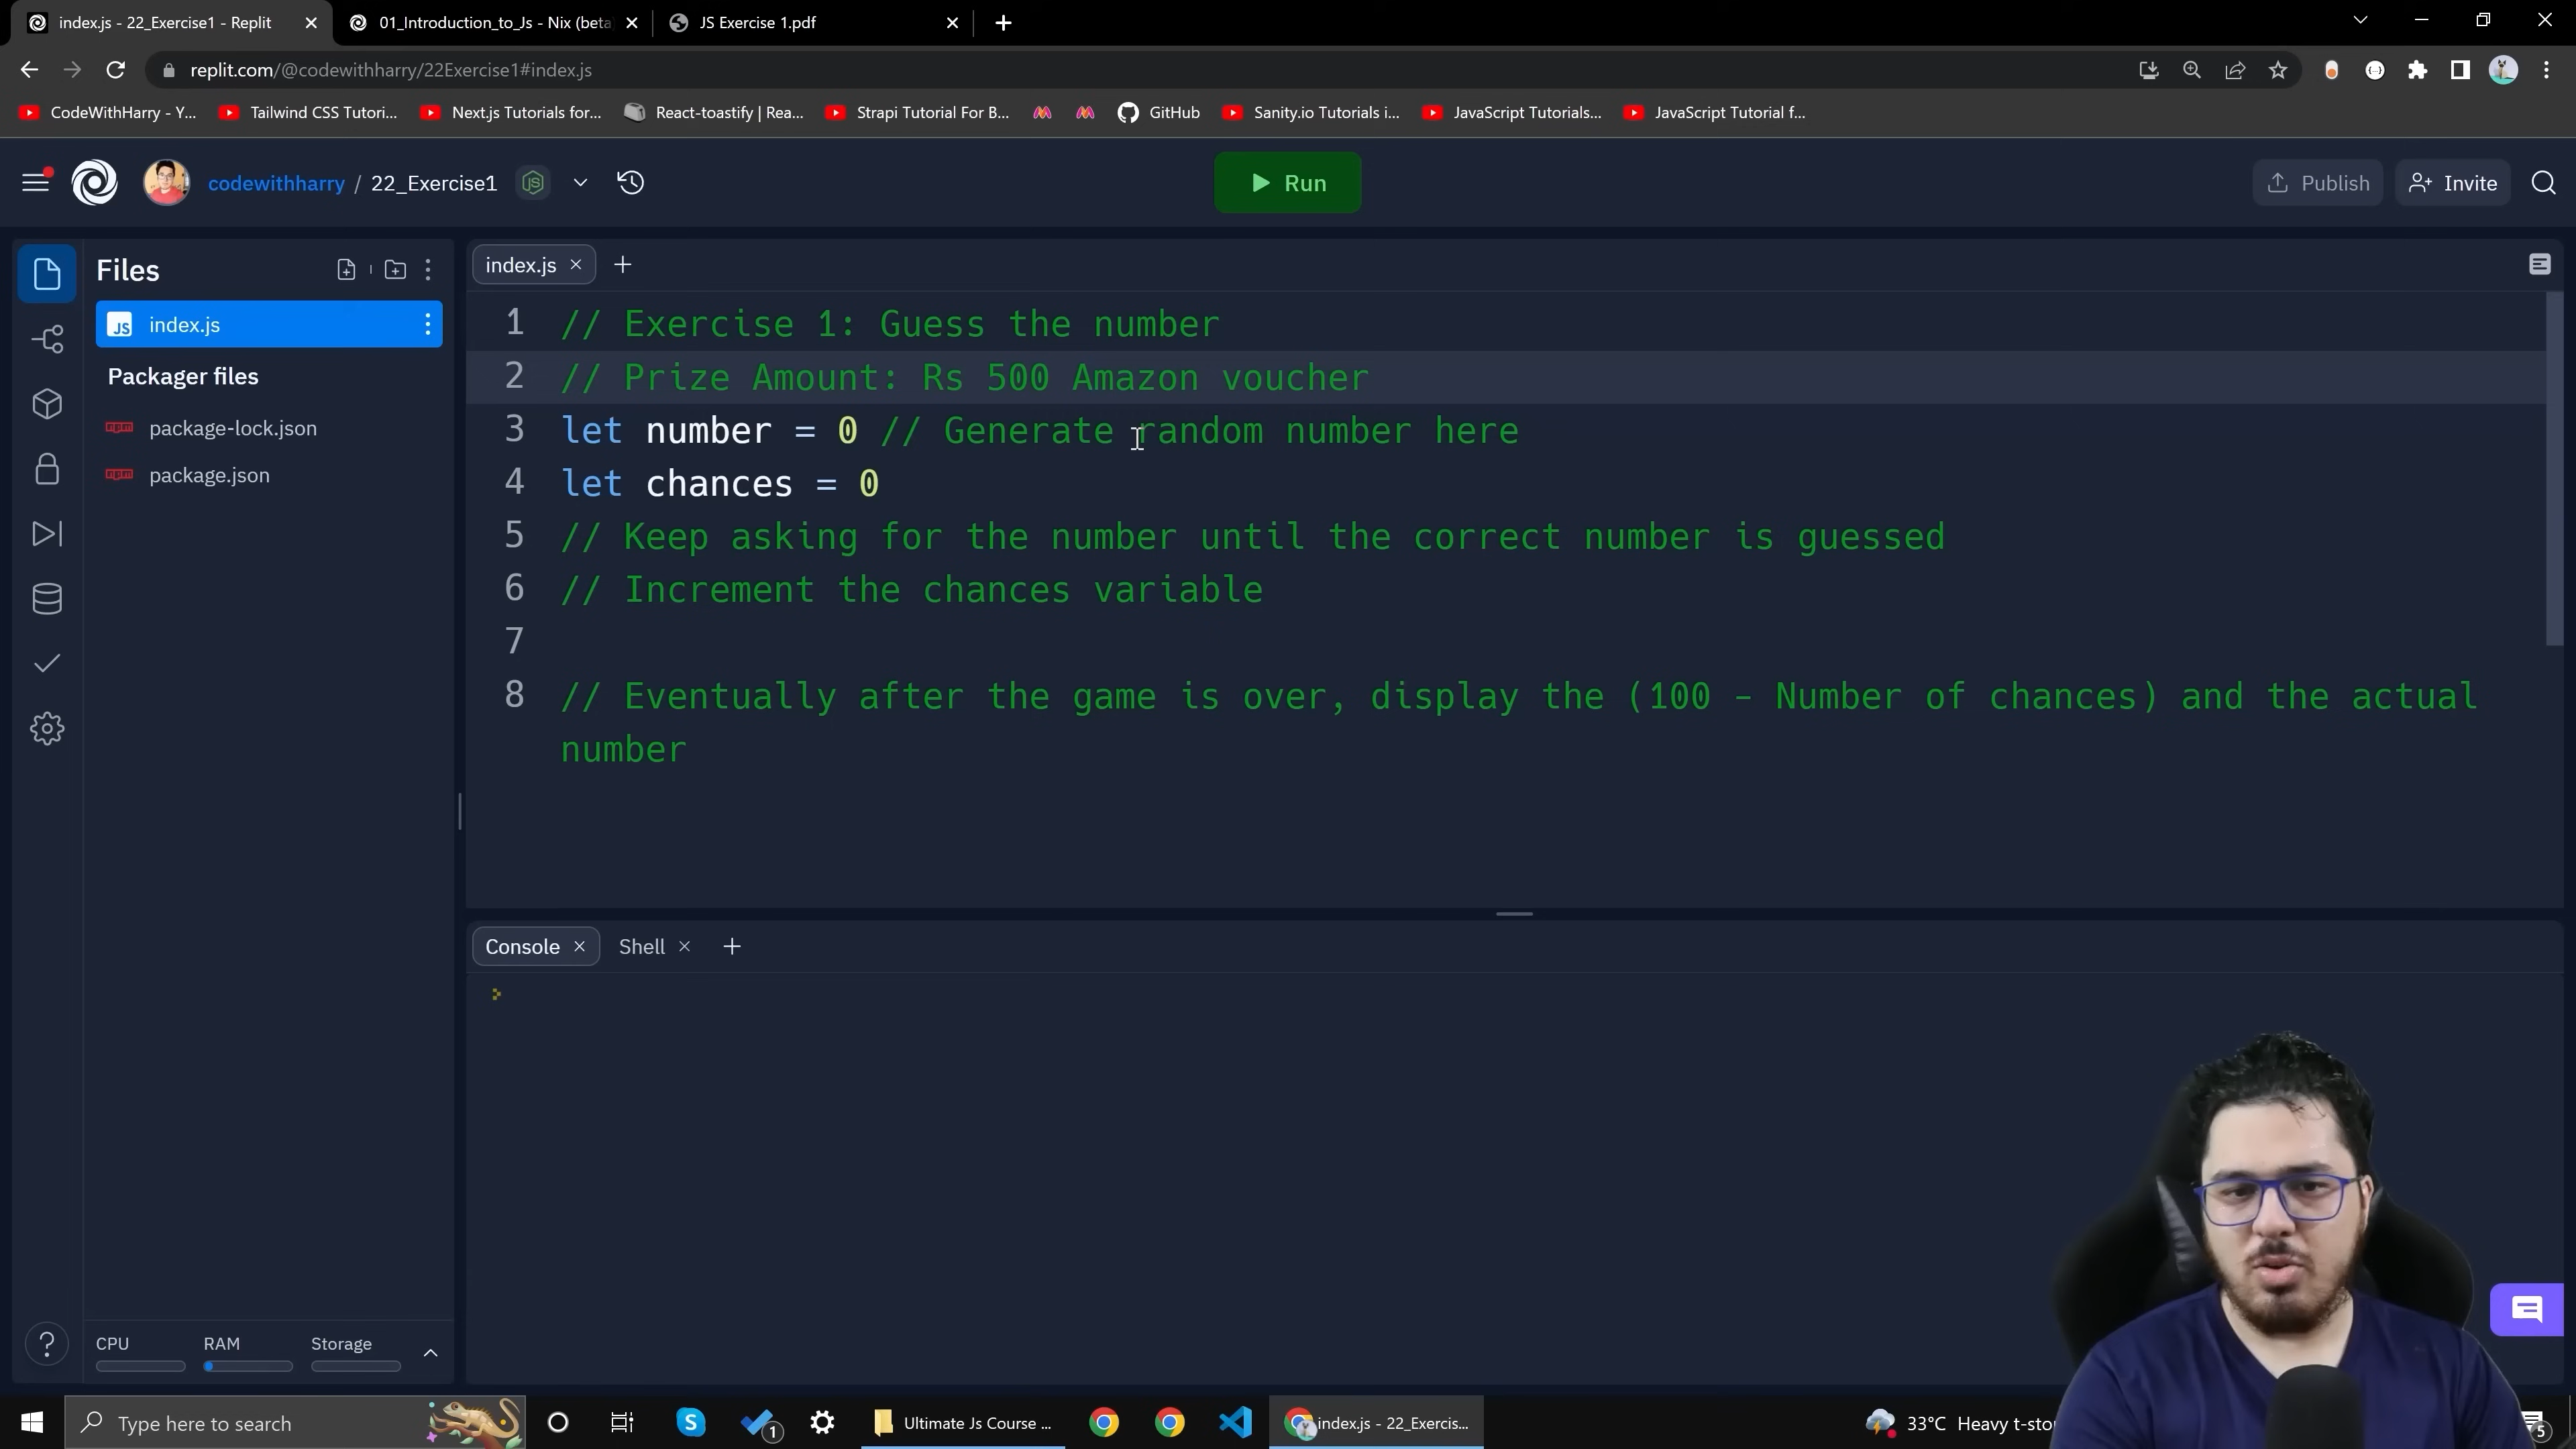 index.js - 22_Exercise1 - Replit
01_Introduction_to_Js - Nix (beta
JS Exercise 1.pdf
replit.com/@codewithharry/22Exercise1#index.js
CodeWithHarry - Y...
Tailwind CSS Tutori...
Next.js Tutorials for...
React-toastify | Rea...
Strapi Tutorial For B...
GitHub
Sanity.io Tutorials i...
JavaScript Tutorials...
JavaScript Tutorial f...
codewithharry / 22_Exercise1
Run
Publish
Invite
Files
index.js
Packager files
package-lock.json
package.json
index.js
1 // Exercise 1: Guess the number
2 // Prize Amount: Rs 500 Amazon voucher
3 let number = 0 // Generate random number here
4 let chances = 0
5 // Keep asking for the number until the correct number is guessed
6 // Increment the chances variable
7
8 // Eventually after the game is over, display the (100 - Number of chances) and the actual
number
Console
Shell
>
CPU
RAM
Storage
Type here to search
1
Ultimate Js Course ...
index.js - 22_Exercis...
33°C Heavy t-sto
5